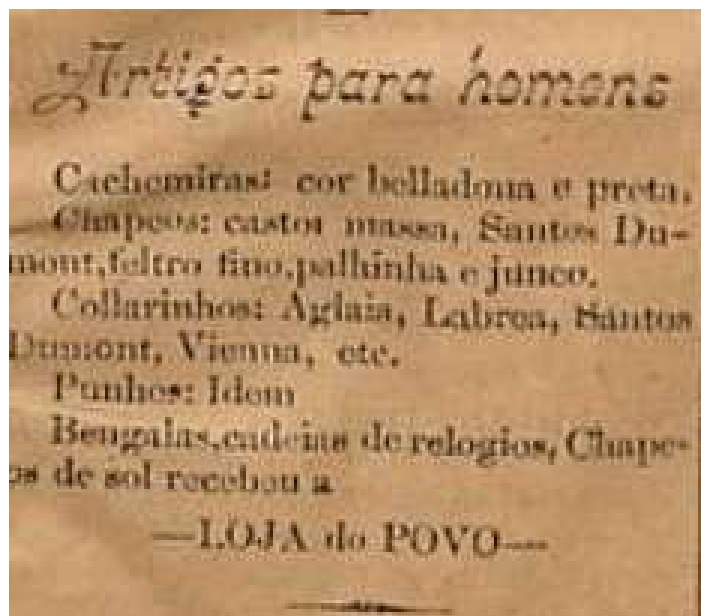 Artigos para homens
Cachemiras: cor belladona e preta.
Chapeos: castor massa, Santos Du-
mont, feltro fino, palhinha e junco.
Collarinhos: Aglaia, Labrea, Santos
Dumont, Vienna, etc.
Punhos: Idem
Bengalas, cadeias de relogios, Chape-
os de sol recebeu a
—LOJA do POVO—